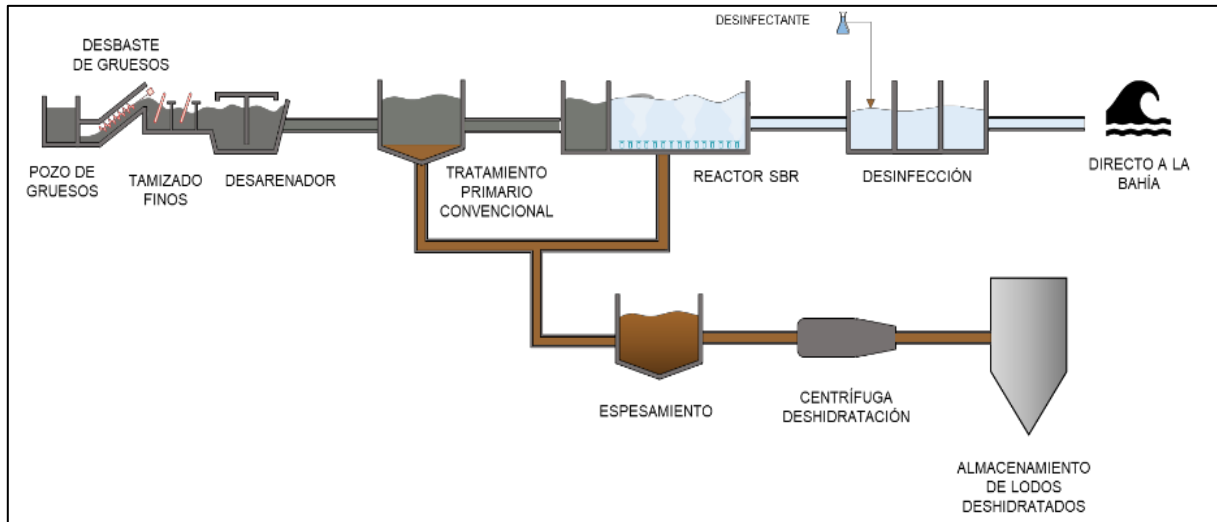 DESINFECTANTE
DESBASTE
DE GRUESOS
POZO DE
GRUESOS
TAMIZADO
FINOS
DESARENADOR
TRATAMIENTO
PRIMARIO
CONVENCIONAL
REACTOR SBR
DESINFECCIÓN
DIRECTO A LA
BAHÍA
ESPESAMIENTO
CENTRÍFUGA
DESHIDRATACIÓN
ALMACENAMIENTO
DE LODOS
DESHIDRATADOS